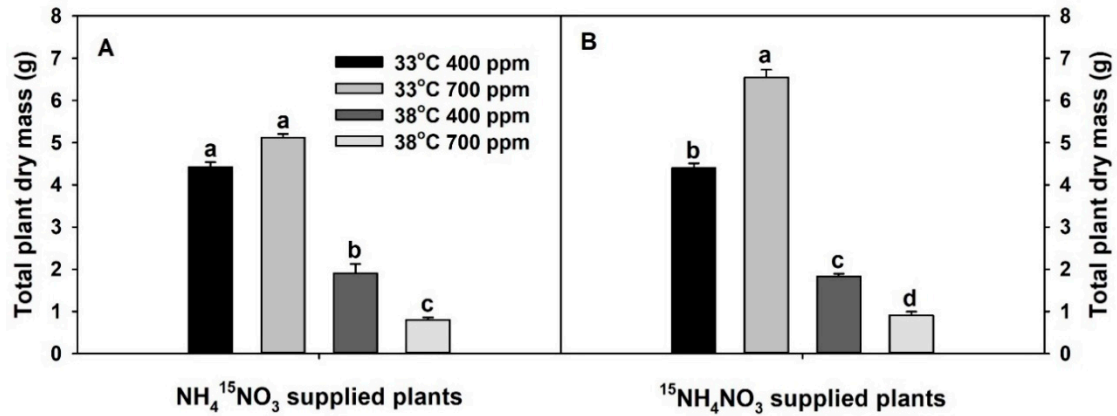 Total plant dry mass (g)
8
7
6
5
4
3
2
1
0
A
33°C 400 ppm
33°C 700 ppm
38°C 400 ppm
38°C 700 ppm
a
a
b
c
NH₄¹⁵NO₃ supplied plants
B
b
a
c
d
¹⁵NH₄NO₃ supplied plants
8
7
6
5
4
3
2
1
0
Total plant dry mass (g)